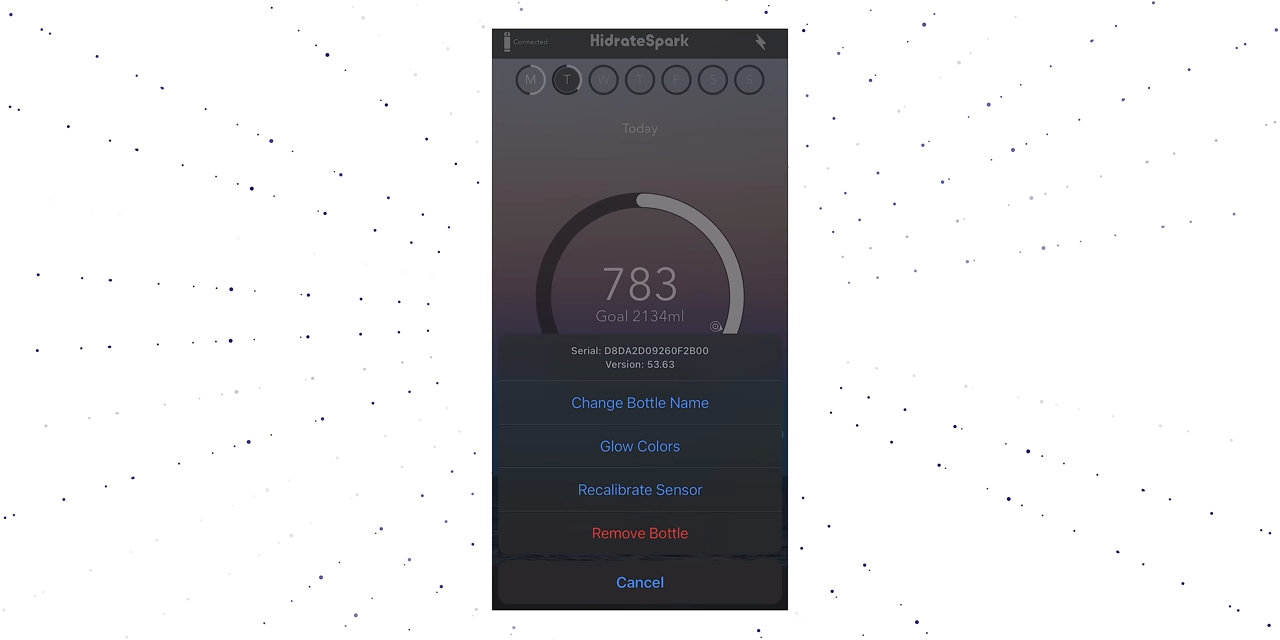 Connected
HidrateSpark
M T W T F S S
Today
783
Goal 2134ml
Serial: D8DA2D09260F2B00
Version: 53.63
Change Bottle Name
Glow Colors
Recalibrate Sensor
Remove Bottle
Cancel